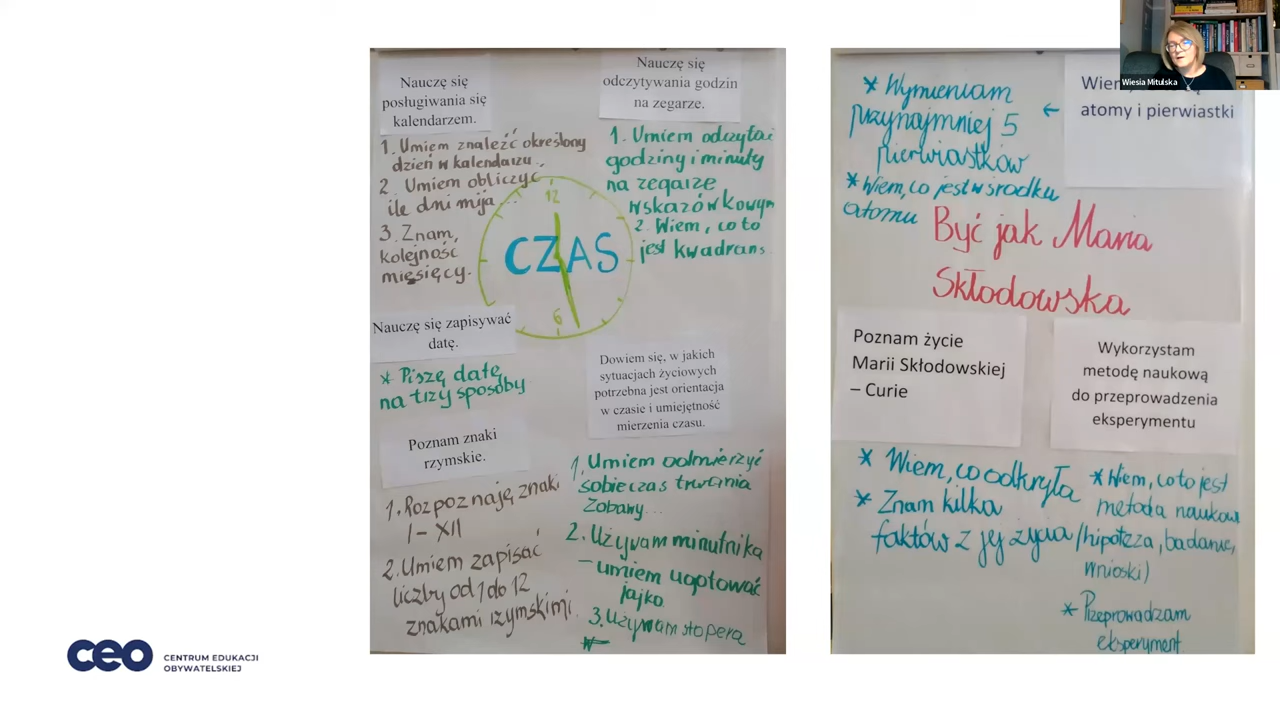 Wiesia Mitulska
Nauczę się
posługiwania się
kalendarzem.
1. Umiem znaleźć określony
dzień w kalendarzu.
2. Umiem obliczyć
ile dni mija...
3. Znam,
kolejność
miesięcy.
Nauczę się
odczytywania godzin
na zegarze.
1. Umiem odczytać
godziny i minuty
na zegarze
wskazówkowym
2. Wiem, co to
jest kwadrans
12
CZAS
6
Nauczę się zapisywać
datę.
* Piszę datę
na trzy sposoby
Poznam znaki
rzymskie.
1. Rozpoznaję znaki
I – XII
2. Umiem zapisać
liczby od 1 do 12
znakami rzymskimi.
Dowiem się, w jakich
sytuacjach życiowych
potrzebna jest orientacja
w czasie i umiejętność
mierzenia czasu.
1. Umiem odmierzyć
sobie czas trwania
zabawy...
2. Używam minutnika
– umiem ugotować
jajko
3. Używam stopera
* Wymieniam
przynajmniej 5
pierwiastków
* Wiem, co jest w środku
atomu
←
atomy i pierwiastki
Być jak Maria
Skłodowska
Poznam życie
Marii Skłodowskiej
– Curie
* Wiem, co odkryła
* Znam kilka
faktów z jej życia
Wykorzystam
metodę naukową
do przeprowadzenia
eksperymentu
* Wiem, co to jest
metoda naukow
/hipoteza, badanie,
wnioski)
* Przeprowadzam
eksperyment
ceo CENTRUM EDUKACJI
OBYWATELSKIEJ